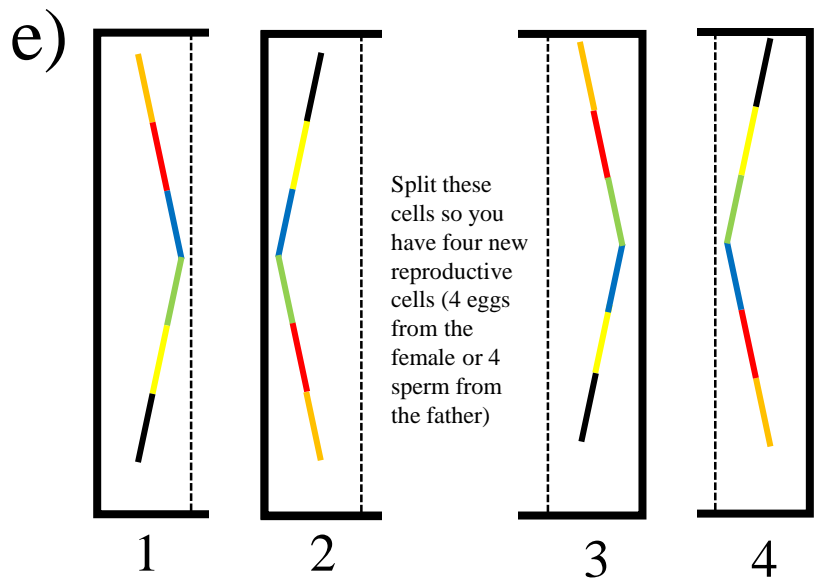 e)
Split these
cells so you
have four new
reproductive
cells (4 eggs
from the
female or 4
sperm from
the father)
1 2 3 4